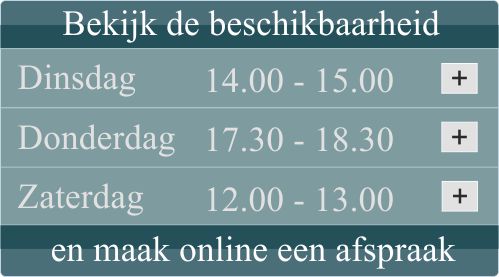 Bekijk de beschikbaarheid
Dinsdag 14.00 - 15.00 +
Donderdag 17.30 - 18.30 +
Zaterdag 12.00 - 13.00 +
en maak online een afspraak